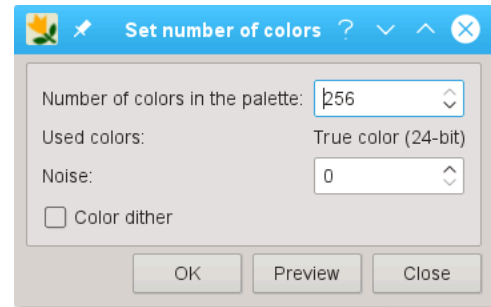 Set number of colors
Number of colors in the palette: 256
Used colors: True color (24-bit)
Noise: 0
Color dither
OK Preview Close